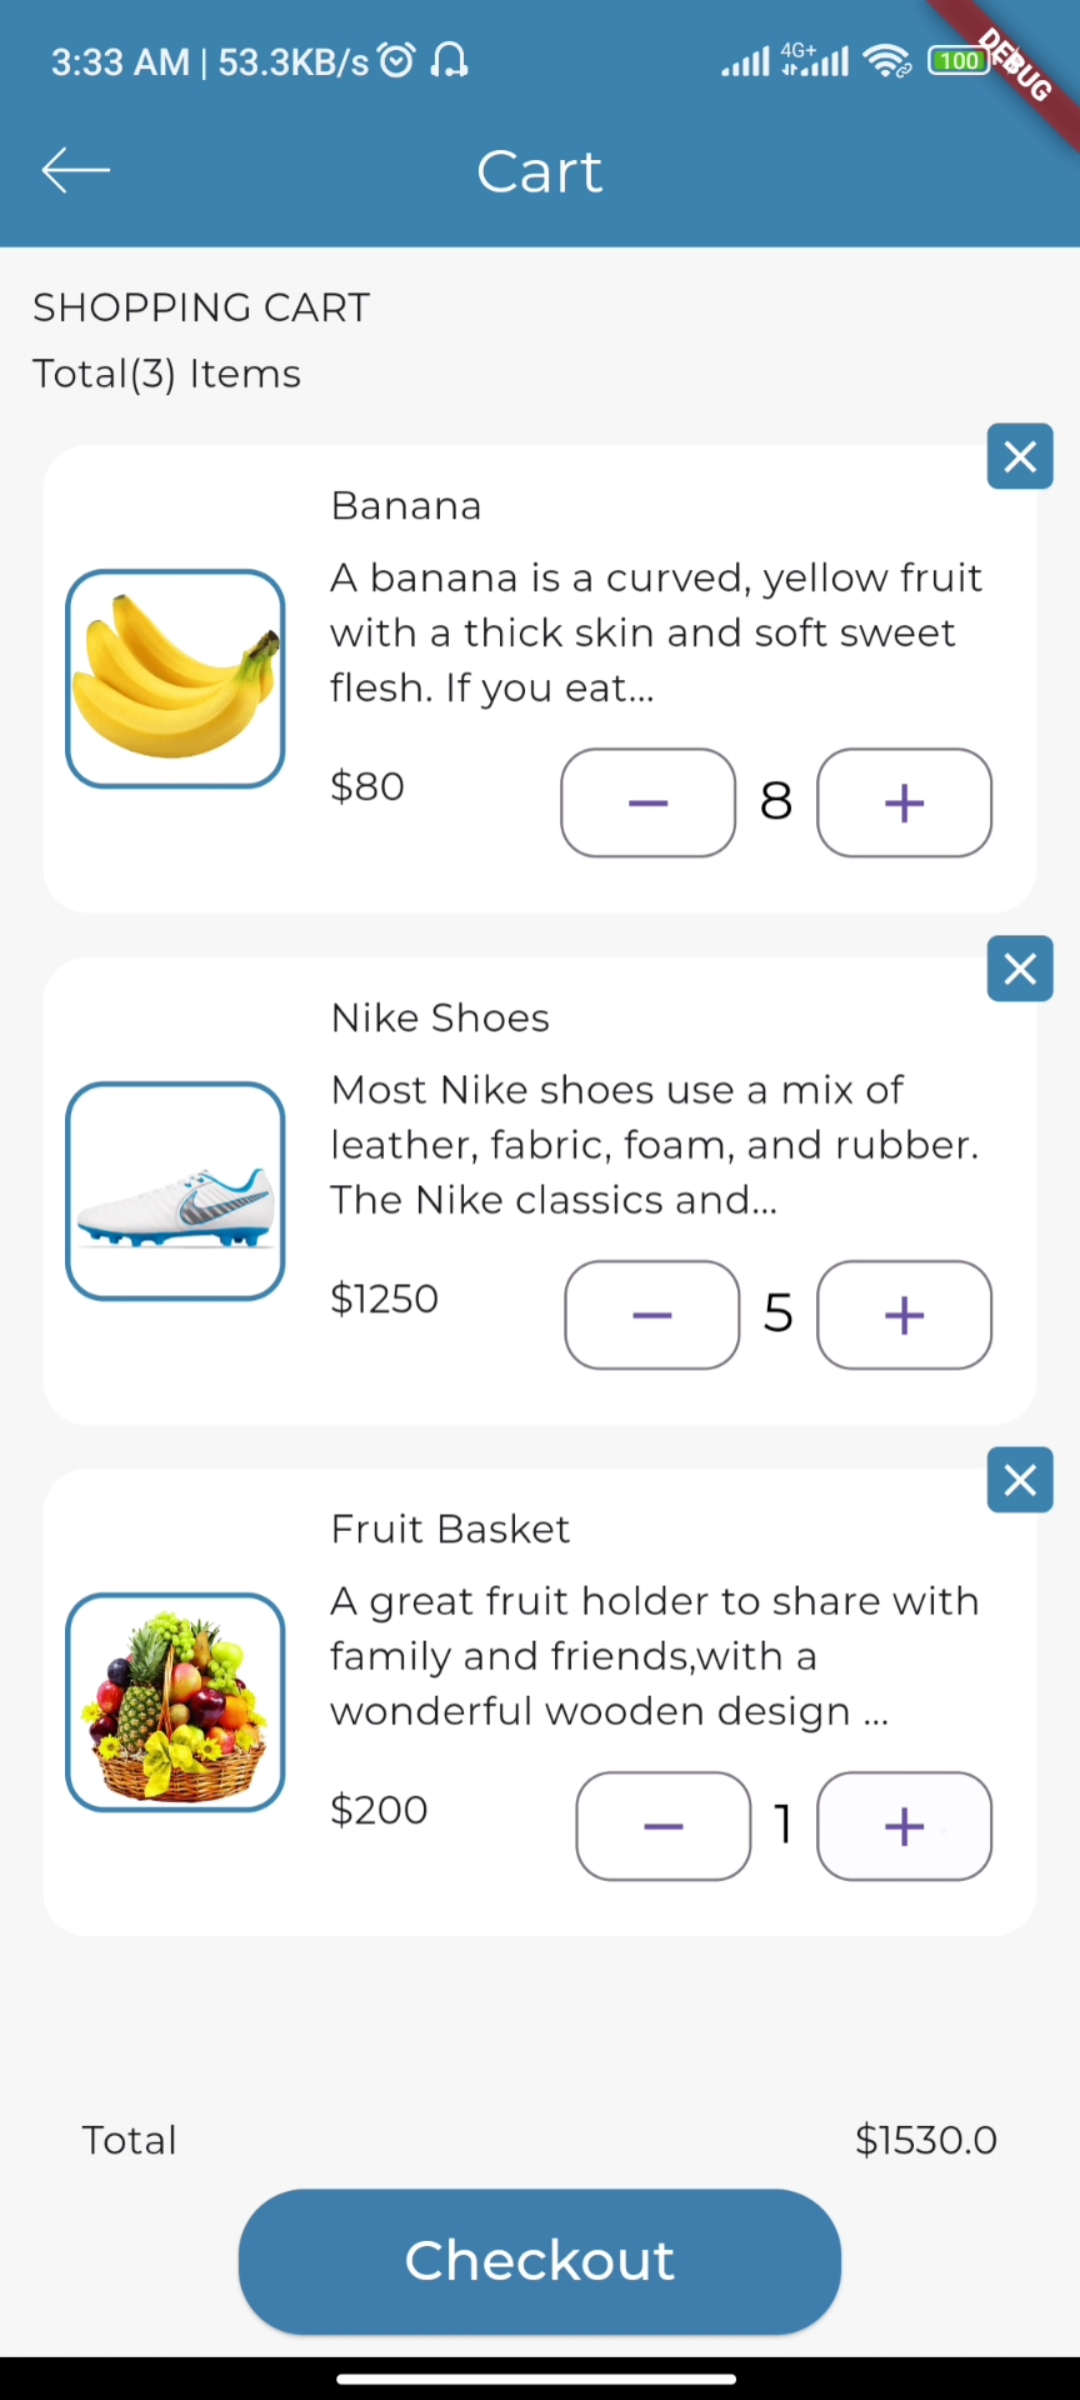 3:33 AM | 53.3KB/s
4G+
100
DEBUG
Cart
SHOPPING CART
Total(3) Items
Banana
A banana is a curved, yellow fruit
with a thick skin and soft sweet
flesh. If you eat...
$80
8
Nike Shoes
Most Nike shoes use a mix of
leather, fabric, foam, and rubber.
The Nike classics and...
$1250
5
Fruit Basket
A great fruit holder to share with
family and friends,with a
wonderful wooden design ...
$200
1
Total
$1530.0
Checkout